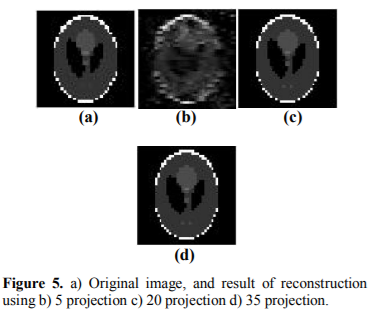 (a)
(b)
(c)
(d)
Figure 5. a) Original image, and result of reconstruction
using b) 5 projection c) 20 projection d) 35 projection.